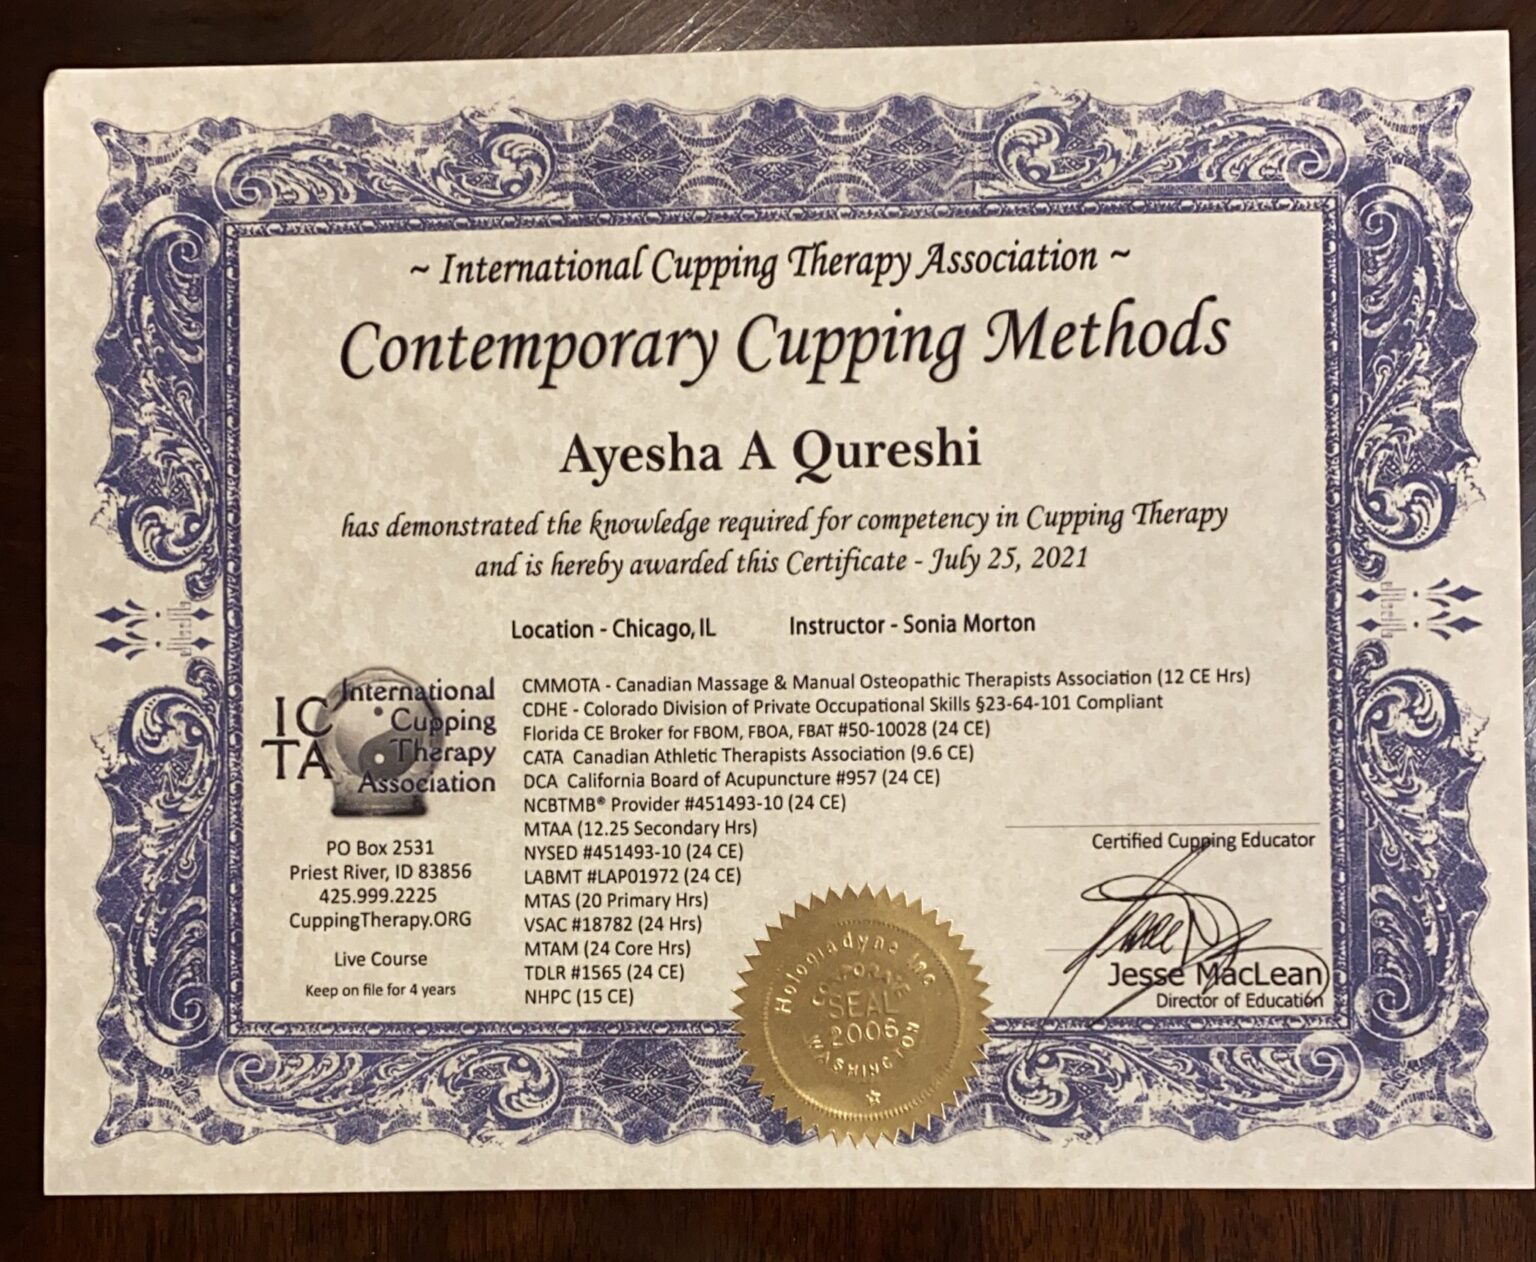 ~ International Cupping Therapy Association ~
Contemporary Cupping Methods
Ayesha A Qureshi
has demonstrated the knowledge required for competency in Cupping Therapy
and is hereby awarded this Certificate - July 25, 2021
Location - Chicago, IL Instructor - Sonia Morton
IC
TA
International
Cupping
Therapy
Association
PO Box 2531
Priest River, ID 83856
425.999.2225
CuppingTherapy.ORG
Live Course
Keep on file for 4 years
CMMOTA - Canadian Massage & Manual Osteopathic Therapists Association (12 CE Hrs)
CDHE - Colorado Division of Private Occupational Skills §23-64-101 Compliant
Florida CE Broker for FBOM, FBOA, FBAT #50-10028 (24 CE)
CATA Canadian Athletic Therapists Association (9.6 CE)
DCA California Board of Acupuncture #957 (24 CE)
NCBTMB® Provider #451493-10 (24 CE)
MTAA (12.25 Secondary Hrs)
NYSED #451493-10 (24 CE)
LABMT #LAP01972 (24 CE)
MTAS (20 Primary Hrs)
VSAC #18782 (24 Hrs)
MTAM (24 Core Hrs)
TDLR #1565 (24 CE)
NHPC (15 CE)
Hologladyne Inc
CORPORATE
SEAL
2006
WASHINGTON
Certified Cupping Educator
Jesse MacLean
Director of Education